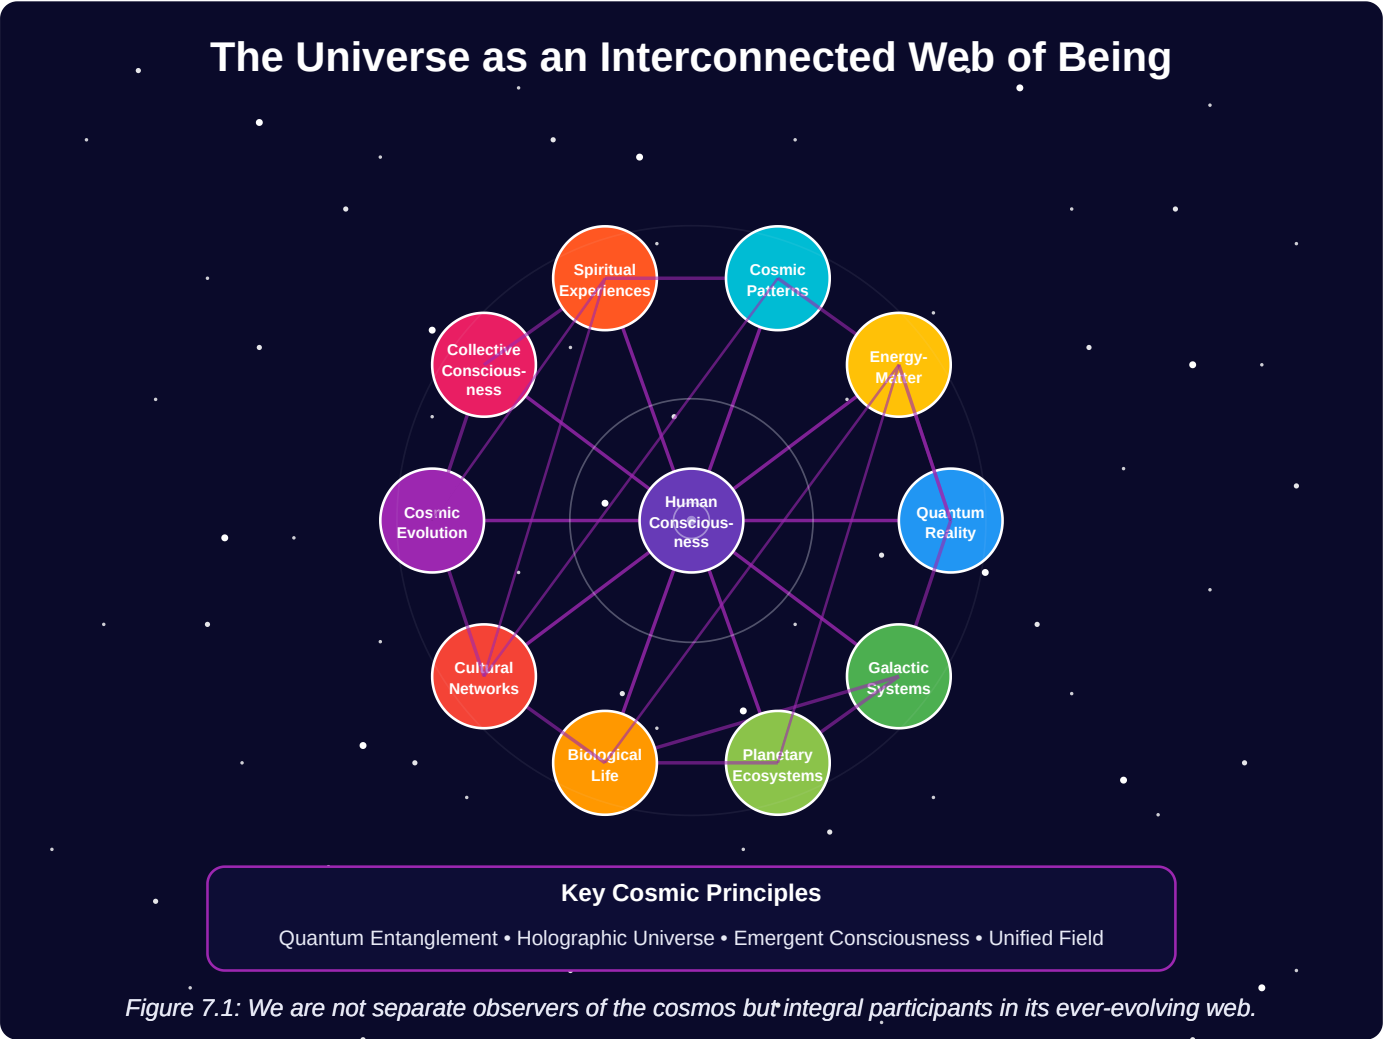 The Universe as an Interconnected Web of Being
Spiritual
Experiences
Cosmic
Patterns
Collective
Conscious-
ness
Energy-
Matter
Cosmic
Evolution
Human
Conscious-
ness
Quantum
Reality
Cultural
Networks
Galactic
Systems
Biological
Life
Planetary
Ecosystems
Key Cosmic Principles
Quantum Entanglement • Holographic Universe • Emergent Consciousness • Unified Field
Figure 7.1: We are not separate observers of the cosmos but integral participants in its ever-evolving web.